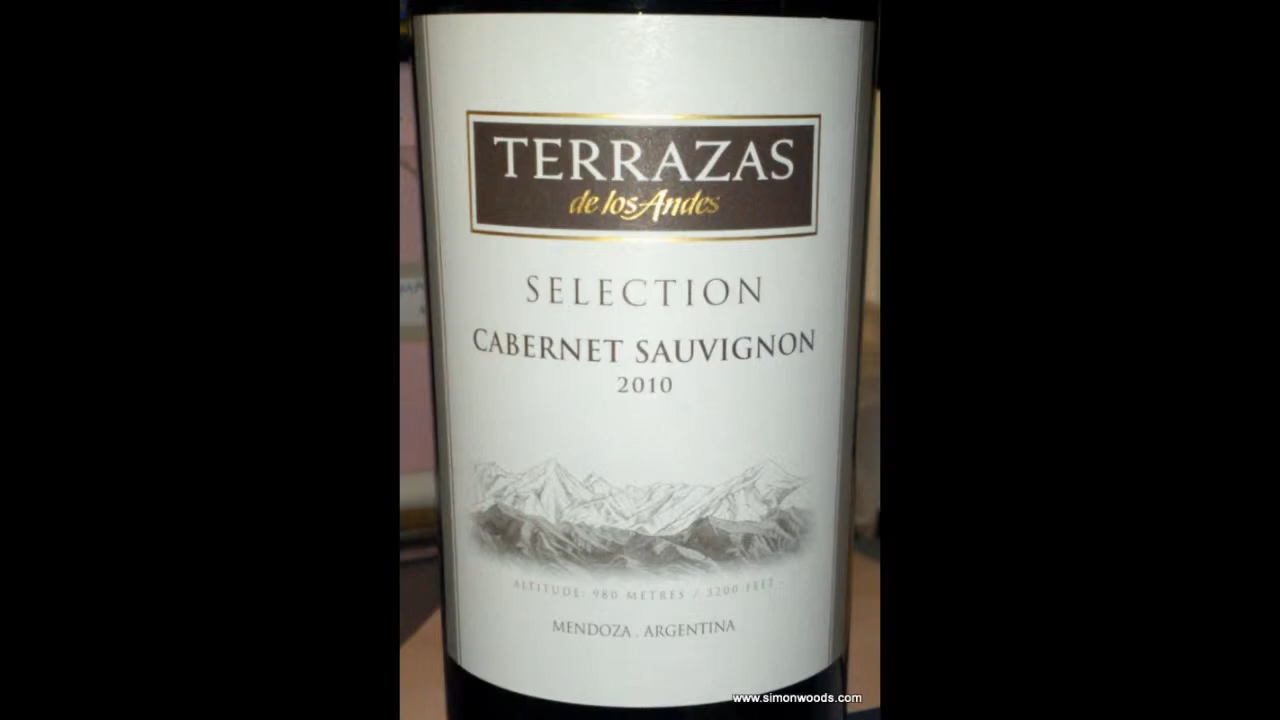 TERRAZAS
de los Andes
SELECTION
CABERNET SAUVIGNON
2010
ALTITUDE: 980 METRES / 3200 FEET
MENDOZA . ARGENTINA
www.simonwoods.com